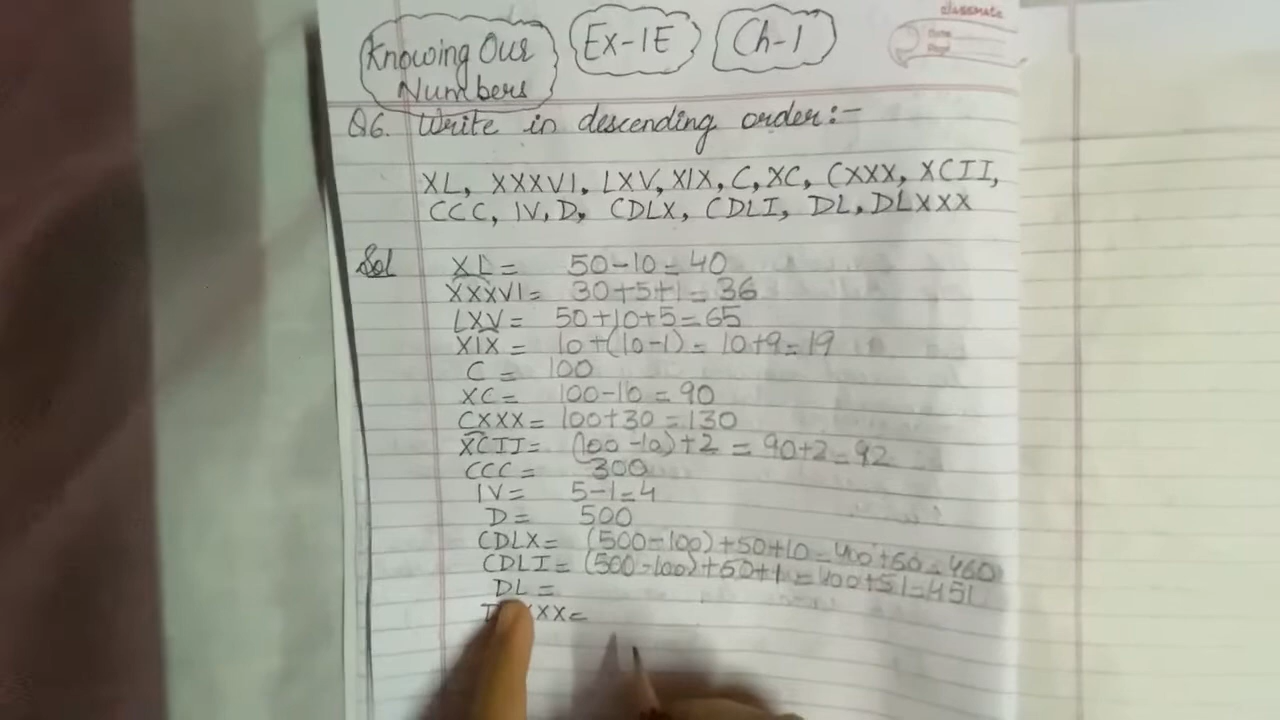 classmate
Date
Page
Knowing Our Numbers
Ex-1E
Ch-1
Q6. Write in descending order:-
XL, XXXVI, LXV, XIX, C, XC, CXXX, XCII,
CCC, IV, D, CDLX, CDLI, DL, DLXXX
Sol
XL = 50-10 = 40
XXXVI = 30+5+1 = 36
LXV = 50+10+5 = 65
XIX = 10+(10-1) = 10+9 = 19
C = 100
XC = 100-10 = 90
CXXX = 100+30 = 130
XCII = (100-10)+2 = 90+2 = 92
CCC = 300
IV = 5-1 = 4
D = 500
CDLX = (500-100)+50+10 = 400+60 = 460
CDLI = (500-100)+50+1 = 400+51 = 451
DL =